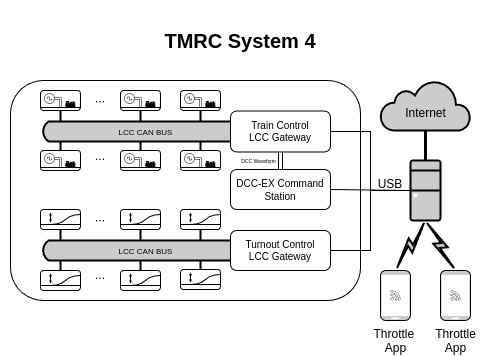 TMRC System 4
...
LCC CAN BUS
...
Train Control
LCC Gateway
DCC Waveform
DCC-EX Command
Station
...
LCC CAN BUS
...
Turnout Control
LCC Gateway
USB
Internet
Throttle
App
Throttle
App